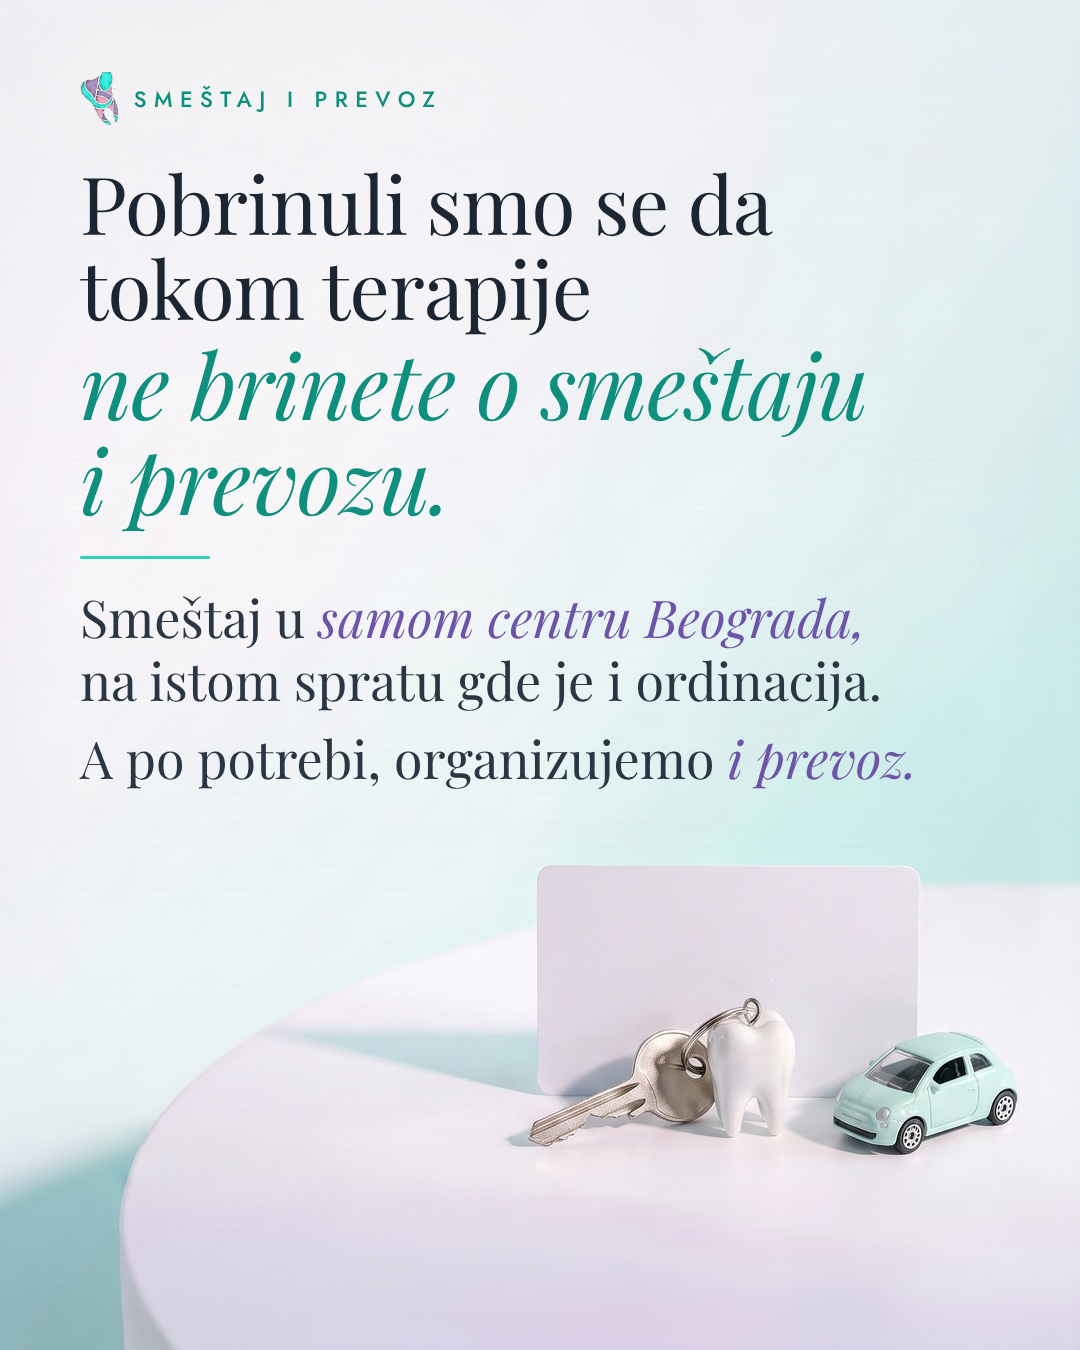 SMEŠTAJ I PREVOZ
Pobrinuli smo se da
tokom terapije
ne brinete o smeštaju
i prevozu.
Smeštaj u samom centru Beograda,
na istom spratu gde je i ordinacija.
A po potrebi, organizujemo i prevoz.